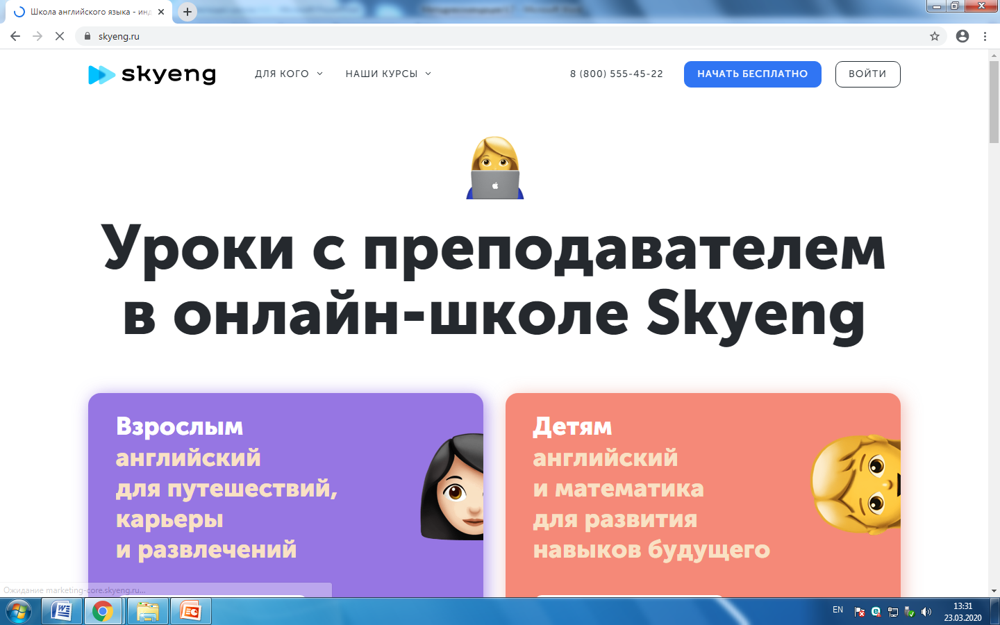 Школа английского языка - инд
skyeng.ru
skyeng
ДЛЯ КОГО
НАШИ КУРСЫ
8 (800) 555-45-22
НАЧАТЬ БЕСПЛАТНО
ВОЙТИ
Уроки с преподавателем
в онлайн-школе Skyeng
Взрослым
английский
для путешествий,
карьеры
и развлечений
Детям
английский
и математика
для развития
навыков будущего
Ожидание marketing-core.skyeng.ru...
EN
13:31
23.03.2020